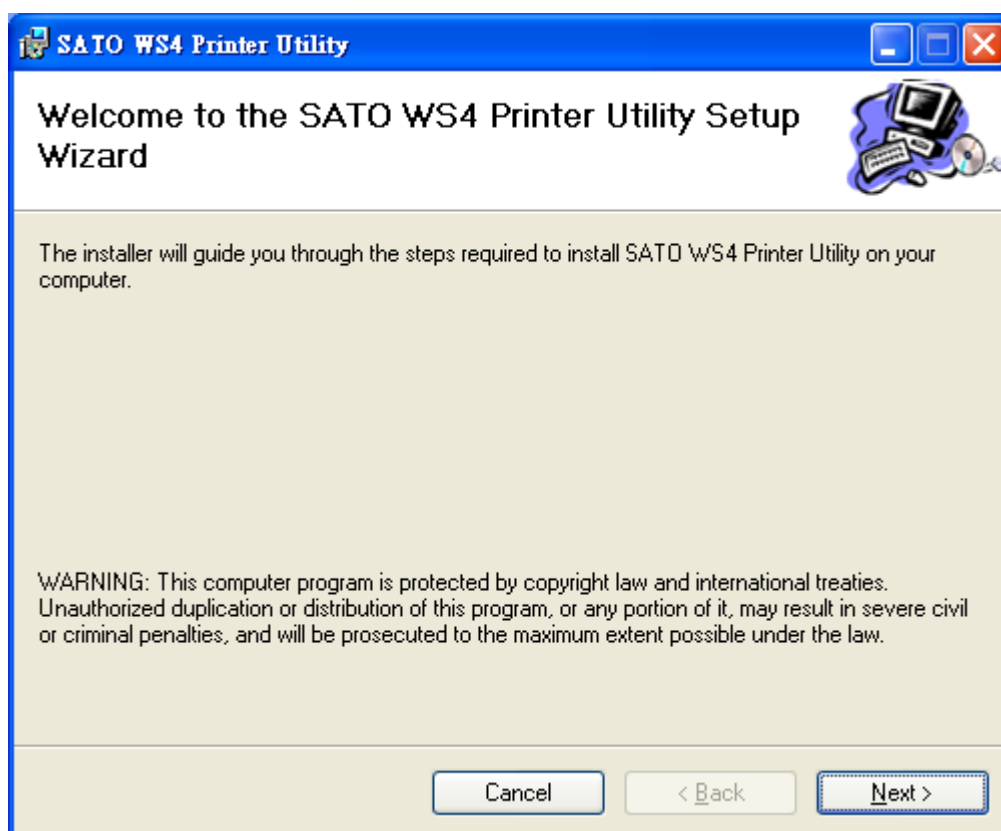 SATO WS4 Printer Utility
Welcome to the SATO WS4 Printer Utility Setup
Wizard
The installer will guide you through the steps required to install SATO WS4 Printer Utility on your
computer.
WARNING: This computer program is protected by copyright law and international treaties.
Unauthorized duplication or distribution of this program, or any portion of it, may result in severe civil
or criminal penalties, and will be prosecuted to the maximum extent possible under the law.
Cancel < Back Next >